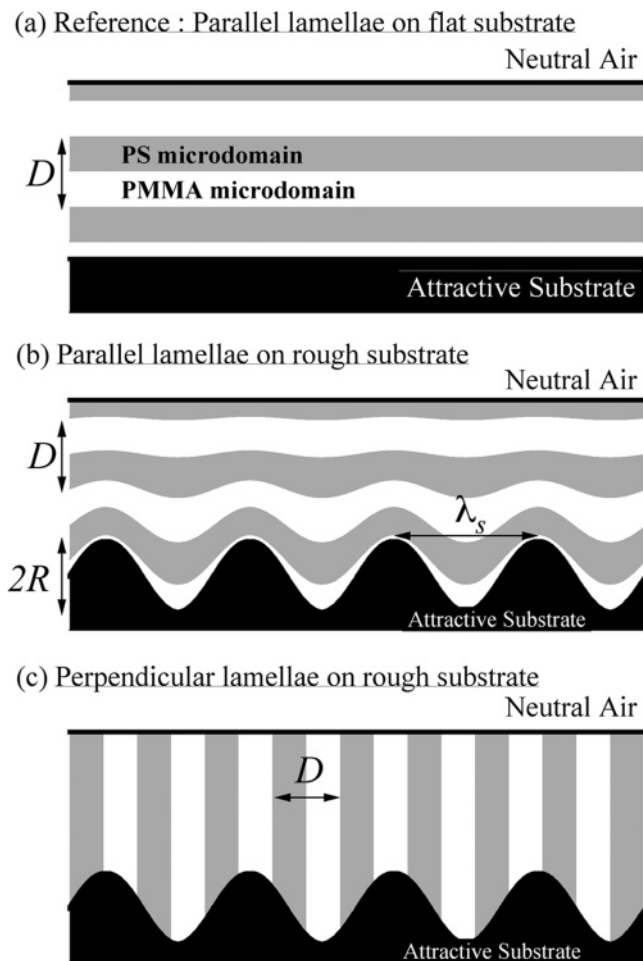 (a) Reference : Parallel lamellae on flat substrate
Neutral Air
PS microdomain
D
PMMA microdomain
Attractive Substrate
(b) Parallel lamellae on rough substrate
Neutral Air
D
λs
2R
Attractive Substrate
(c) Perpendicular lamellae on rough substrate
Neutral Air
D
Attractive Substrate